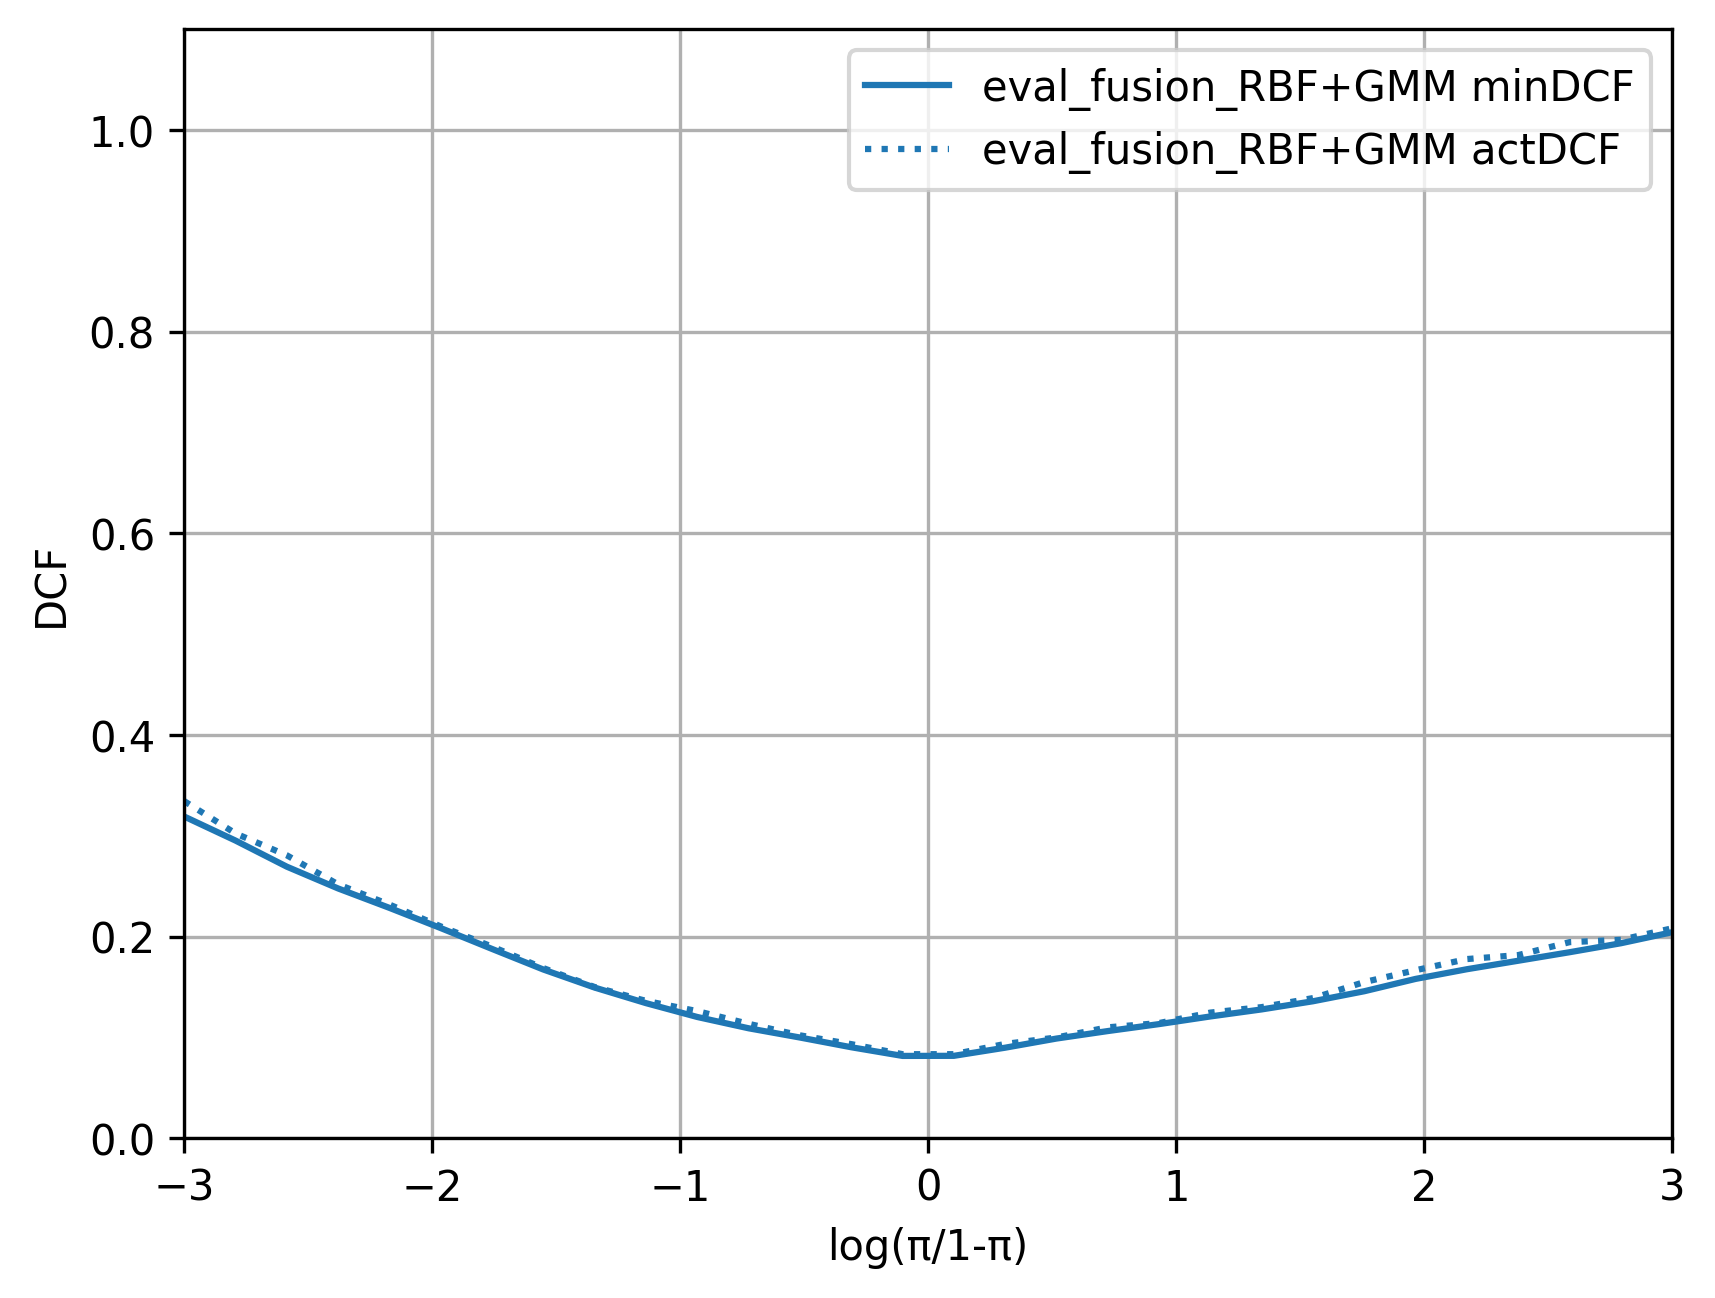 eval_fusion_RBF+GMM minDCF
eval_fusion_RBF+GMM actDCF
1.0
0.8
0.6
0.4
0.2
0.0
DCF
−3 −2 −1 0 1 2 3
log(π/1-π)